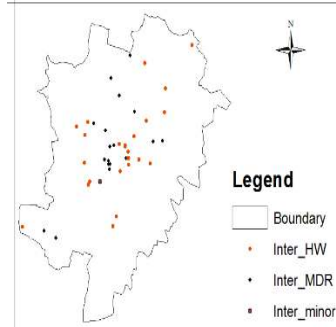 N
Legend
Boundary
Inter_HW
Inter_MDR
Inter_minor